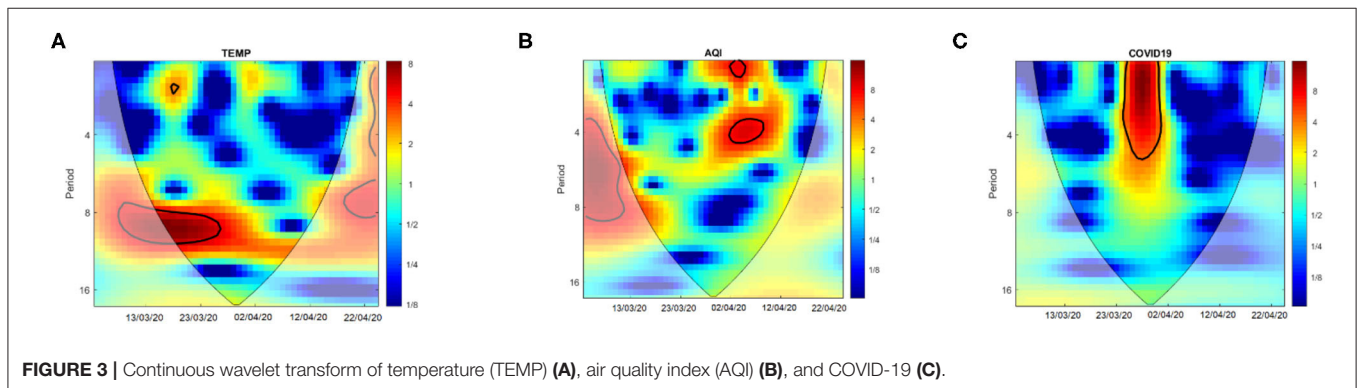 A
TEMP
Period
4
8
16
13/03/20 23/03/20 02/04/20 12/04/20 22/04/20
8
4
2
1
1/2
1/4
1/8
B
AQI
Period
4
8
16
13/03/20 23/03/20 02/04/20 12/04/20 22/04/20
8
4
2
1
1/2
1/4
1/8
C
COVID19
Period
4
8
16
13/03/20 23/03/20 02/04/20 12/04/20 22/04/20
8
4
2
1
1/2
1/4
1/8
FIGURE 3 | Continuous wavelet transform of temperature (TEMP) (A), air quality index (AQI) (B), and COVID-19 (C).